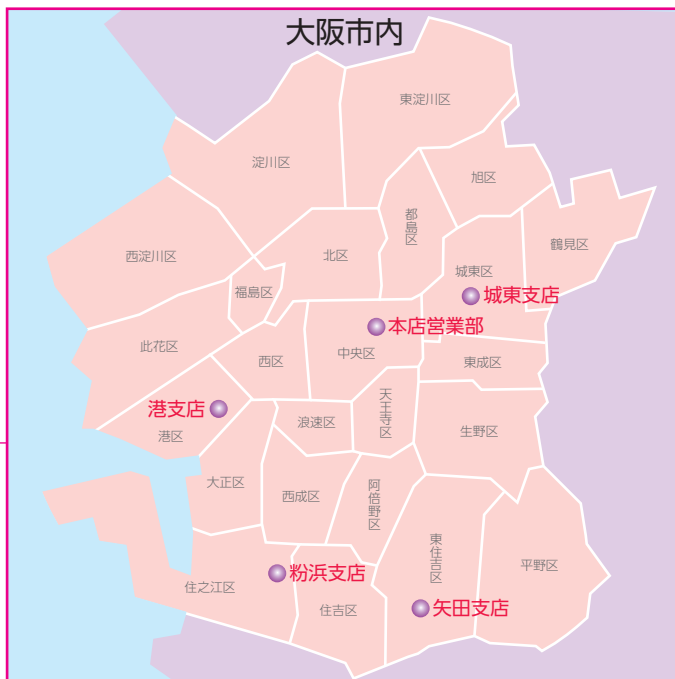 大阪市内
東淀川区
淀川区
旭区
都島区
鶴見区
西淀川区
北区
城東区
福島区
城東支店
本店営業部
此花区
西区
中央区
東成区
天王寺区
港支店
浪速区
生野区
港区
大正区
西成区
阿倍野区
東住吉区
平野区
粉浜支店
住之江区
住吉区
矢田支店